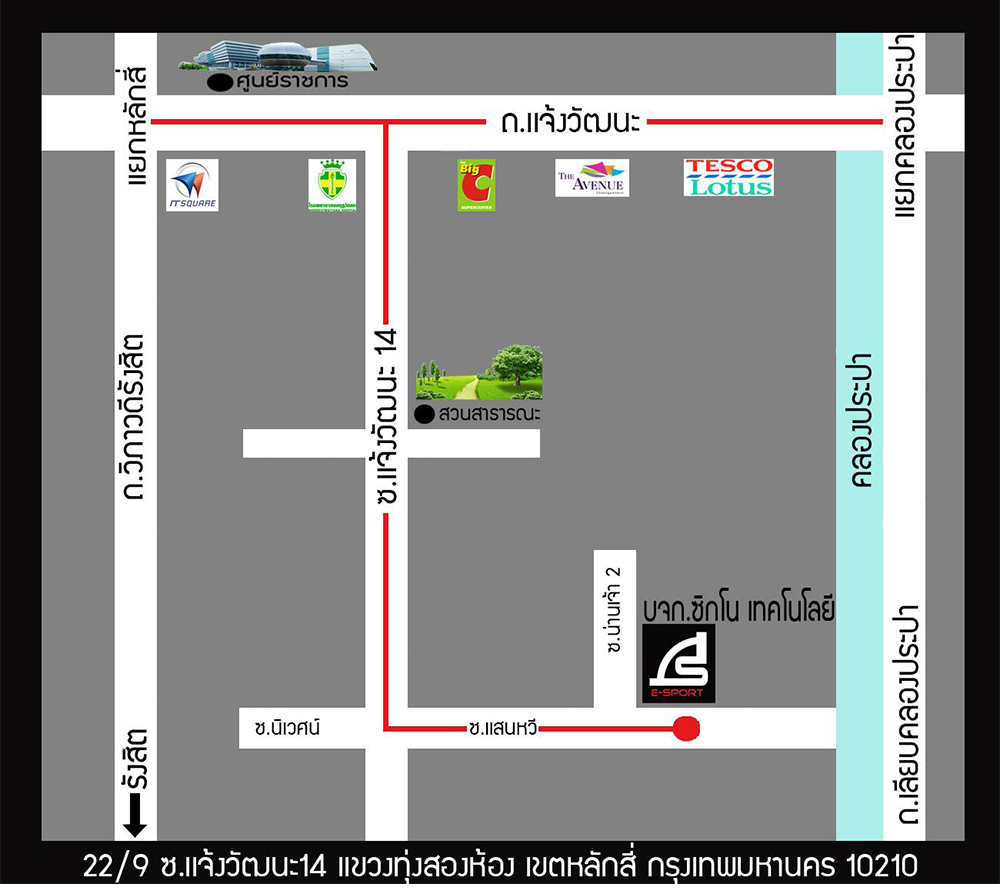 ศูนย์ราชการ
แยกหลักสี่
ถ.แจ้งวัฒนะ
แยกคลองประปา
IT SQUARE
Big
C
SUPERCENTER
THE
AVENUE
TESCO
Lotus
ถ.วิภาวดีรังสิต
ซ.แจ้งวัฒนะ 14
สวนสาธารณะ
คลองประปา
ซ.น่านเจ้า 2
บจก.ซิกโน เทคโนโลยี
E-SPORT
ซ.นิเวศน์
ซ.แสนหวี
ถ.เลียบคลองประปา
รังสิต
22/9 ซ.แจ้งวัฒนะ14 แขวงทุ่งสองห้อง เขตหลักสี่ กรุงเทพมหานคร 10210